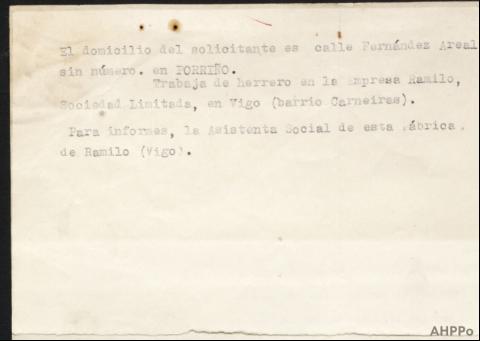 El domicilio del solicitante es calle Fernández Areal
sin número. en PORRIÑO.
Trabaja de herrero en la Empresa Ramilo,
Sociedad Limitada, en Vigo (barrio Carneiras).
Para informes, la Asistenta Social de esta fábrica
de Ramilo (Vigo).
AHPPo